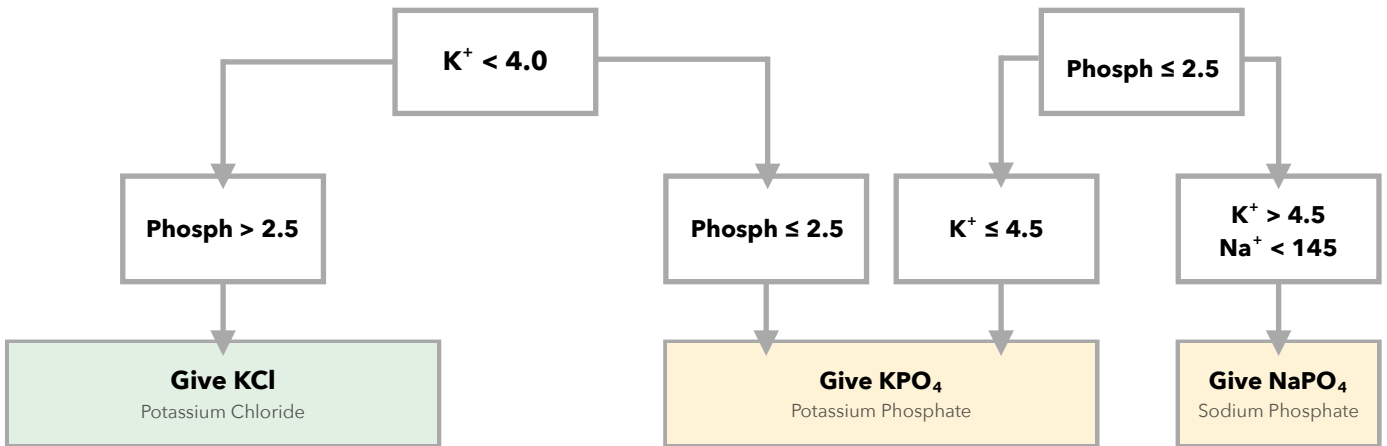 K⁺ < 4.0
Phosph ≤ 2.5
Phosph > 2.5
Phosph ≤ 2.5
K⁺ ≤ 4.5
K⁺ > 4.5
Na⁺ < 145
Give KCl
Potassium Chloride
Give KPO₄
Potassium Phosphate
Give NaPO₄
Sodium Phosphate